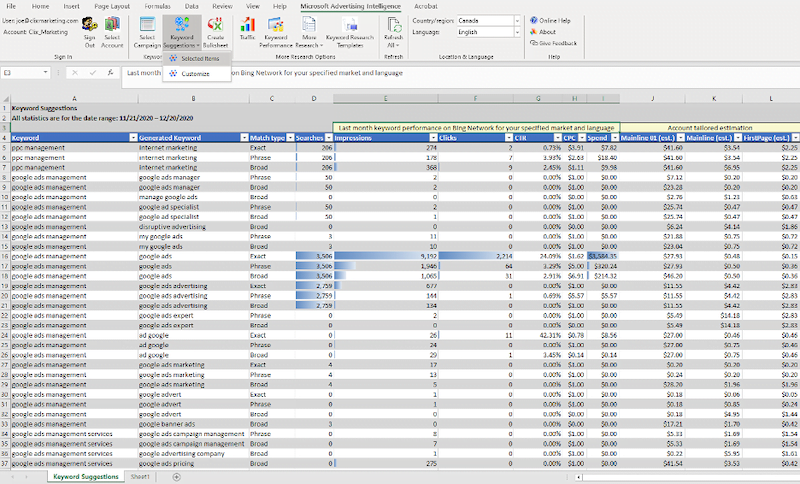 File Home Insert Page Layout Formulas Data Review View Help Microsoft Advertising Intelligence Acrobat
User: joe@clixmarketing.com
Account: Clix_Marketing
Sign Out
Select Account
Select Campaign
Keyword Suggestions
Create Bulksheet
Traffic
Keyword Performance
More Research
Keyword Research Templates
Refresh All
Country/region: Canada
Language: English
Online Help
About
Give Feedback
Sign In
More Research Options
Refresh
Location & Language
Selected Items
Customize
E3
Last month
on Bing Network for your specified market and language
A B C D E F G H I J K L
1 Keyword Suggestions
2 All statistics are for the date range: 11/21/2020 – 12/20/2020
3 Last month keyword performance on Bing Network for your specified market and language Account tailored estimation
4 Keyword Generated Keyword Match type Searches Impressions Clicks CTR CPC Spend Mainline 01 (est.) Mainline (est.) FirstPage (est.)
5 ppc management internet marketing Exact 206 274 2 0.73% $3.91 $7.82 $41.60 $3.54 $2.25
6 ppc management internet marketing Phrase 206 178 7 3.93% $2.63 $18.40 $41.60 $3.54 $2.25
7 ppc management internet marketing Broad 206 368 9 2.45% $1.11 $9.98 $41.60 $6.95 $2.25
8 google ads management google ads manager Phrase 50 2 0 0.00% $1.00 $0.00 $7.12 $0.20 $0.20
9 google ads management google ads manager Broad 50 2 0 0.00% $0.00 $0.00 $23.28 $0.20 $0.20
10 google ads management manage google ads Broad 0 0 0 0.00% $0.00 $0.00 $2.76 $1.23 $0.63
11 google ads management google ad specialist Phrase 50 2 0 0.00% $1.00 $0.00 $25.74 $0.47 $0.47
12 google ads management google ad specialist Broad 50 1 0 0.00% $0.00 $0.00 $25.74 $0.47 $0.47
13 google ads management disruptive advertising Broad 0 0 0 0.00% $0.00 $0.00 $6.24 $4.14 $1.86
14 google ads management my google ads Phrase 3 11 0 0.00% $1.00 $0.00 $21.88 $0.75 $0.72
15 google ads management my google ads Broad 3 10 0 0.00% $0.00 $0.00 $23.04 $0.75 $0.72
16 google ads management google ads Exact 3,506 9,192 2,214 24.09% $1.62 $3,584.35 $27.93 $0.48 $0.15
17 google ads management google ads Phrase 3,506 1,946 64 3.29% $5.00 $320.24 $27.93 $0.50 $0.36
18 google ads management google ads Broad 3,506 1,065 31 2.91% $6.91 $214.32 $46.20 $0.50 $0.36
19 google ads management google ads advertising Exact 2,759 677 0 0.00% $1.00 $0.00 $11.55 $4.42 $2.83
20 google ads management google ads advertising Phrase 2,759 144 1 0.69% $5.57 $5.57 $11.55 $4.42 $2.83
21 google ads management google ads advertising Broad 2,759 134 0 0.00% $1.00 $0.00 $11.55 $4.42 $2.83
22 google ads management google ads expert Phrase 0 2 0 0.00% $0.00 $0.00 $5.49 $14.18 $2.83
23 google ads management google ads expert Broad 0 0 0 0.00% $0.00 $0.00 $5.49 $14.18 $2.83
24 google ads management ad google Exact 0 26 11 42.31% $0.78 $8.56 $27.00 $0.46 $0.46
25 google ads management ad google Phrase 0 24 0 0.00% $1.00 $0.00 $27.00 $0.75 $0.46
26 google ads management ad google Broad 0 29 1 3.45% $0.14 $0.14 $27.00 $0.75 $0.46
27 google ads management google ads marketing Exact 4 17 0 0.00% $1.00 $0.00 $0.20 $0.20 $0.20
28 google ads management google ads marketing Phrase 4 13 0 0.00% $0.00 $0.00 $0.24 $0.20 $0.20
29 google ads management google ads marketing Broad 4 5 0 0.00% $0.00 $0.00 $28.20 $1.96 $1.96
30 google ads management google advert Exact 0 1 0 0.00% $1.00 $0.00 $0.18 $0.06 $0.05
31 google ads management google advert Phrase 0 1 0 0.00% $0.00 $0.00 $0.18 $0.85 $0.24
32 google ads management google advert Broad 0 0 0 0.00% $0.00 $0.00 $0.18 $4.95 $1.44
33 google ads management google banner ads Broad 3 0 0 0.00% $0.00 $0.00 $17.21 $1.70 $0.42
34 google ads management services google ads campaign management Phrase 0 8 0 0.00% $0.00 $0.00 $5.31 $1.69 $1.54
35 google ads management services google ads campaign management Broad 0 7 0 0.00% $0.00 $0.00 $5.33 $1.69 $1.54
36 google ads management services google advertising company Broad 0 1 0 0.00% $0.00 $0.00 $0.22 $5.95 $1.61
37 google ads management services google ads pricing Broad 0 275 0 0.00% $0.00 $0.00 $41.54 $3.53 $0.42
Keyword Suggestions Sheet1